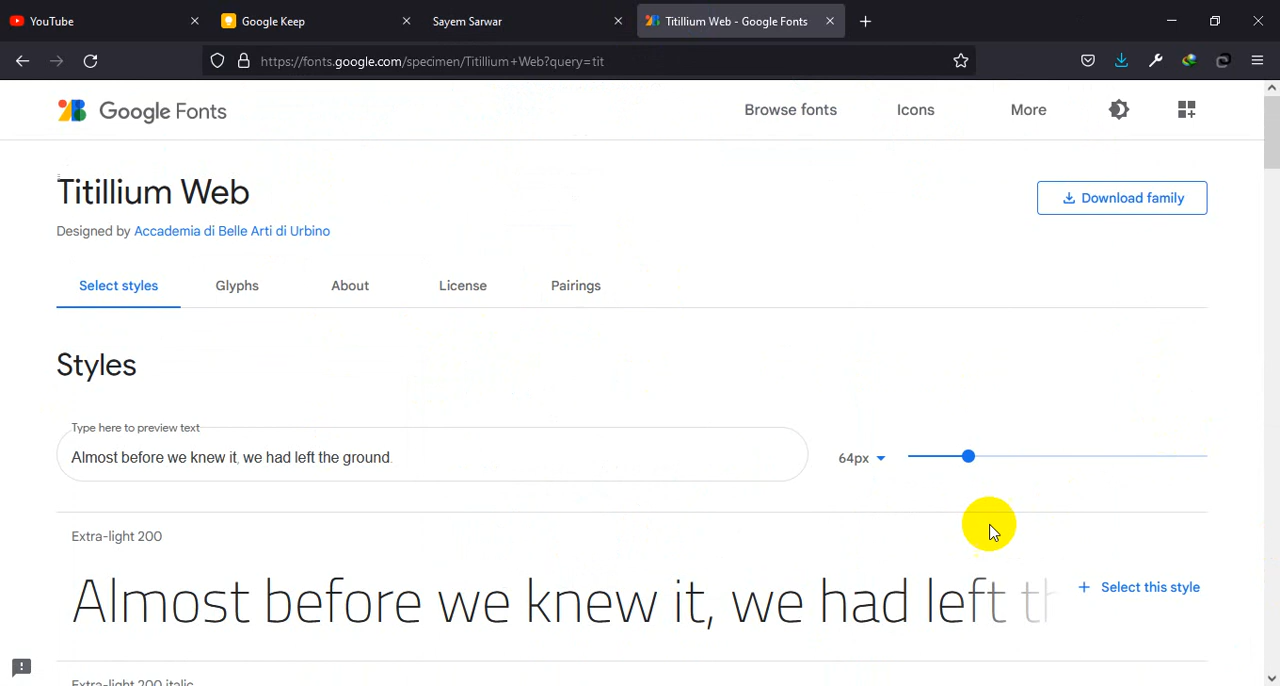 YouTube
Google Keep
Sayem Sarwar
Titillium Web - Google Fonts
https://fonts.google.com/specimen/Titillium+Web?query=tit
Google Fonts
Browse fonts
Icons
More
Titillium Web
Download family
Designed by Accademia di Belle Arti di Urbino
Select styles
Glyphs
About
License
Pairings
Styles
Type here to preview text
Almost before we knew it, we had left the ground.
64px
Extra-light 200
Almost before we knew it, we had left th
Select this style
Extra-light 200 italic